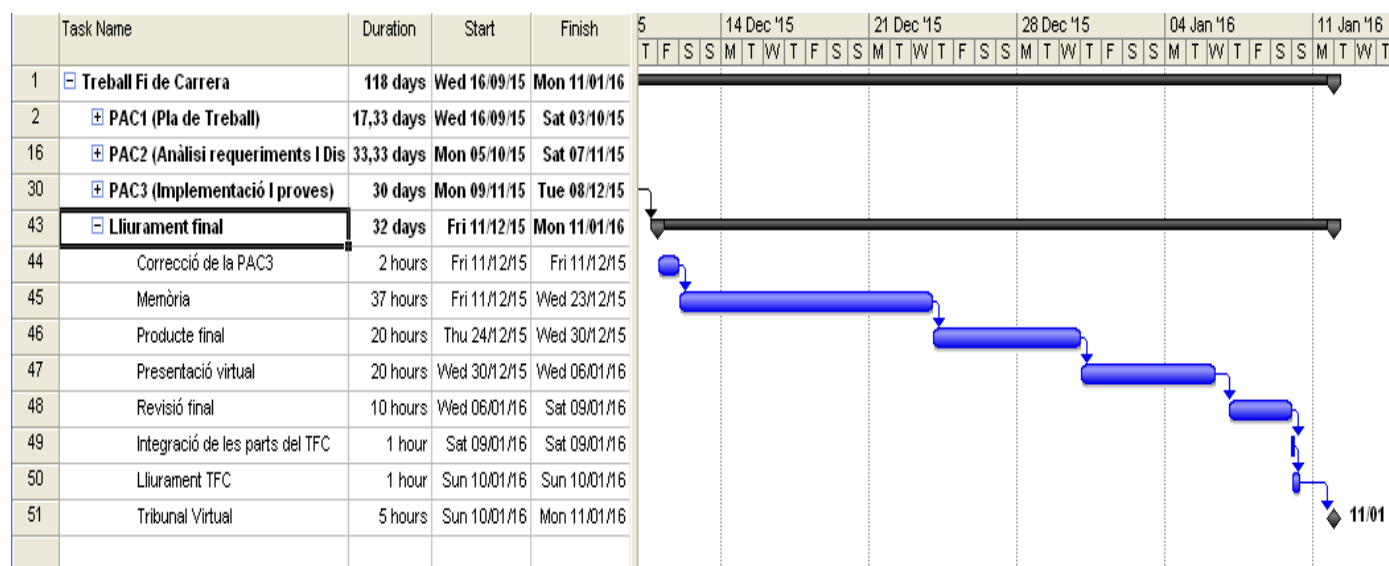 Task Name Duration Start Finish 5 14 Dec '15 21 Dec '15 28 Dec '15 04 Jan '16 11 Jan '16
T F S S M T W T F S S M T W T F S S M T W T F S S M T W T F S S M T W T
1 Treball Fi de Carrera 118 days Wed 16/09/15 Mon 11/01/16
2 PAC1 (Pla de Treball) 17,33 days Wed 16/09/15 Sat 03/10/15
16 PAC2 (Anàlisi requeriments I Dis 33,33 days Mon 05/10/15 Sat 07/11/15
30 PAC3 (Implementació I proves) 30 days Mon 09/11/15 Tue 08/12/15
43 Lliurament final 32 days Fri 11/12/15 Mon 11/01/16
44 Correcció de la PAC3 2 hours Fri 11/12/15 Fri 11/12/15
45 Memòria 37 hours Fri 11/12/15 Wed 23/12/15
46 Producte final 20 hours Thu 24/12/15 Wed 30/12/15
47 Presentació virtual 20 hours Wed 30/12/15 Wed 06/01/16
48 Revisió final 10 hours Wed 06/01/16 Sat 09/01/16
49 Integració de les parts del TFC 1 hour Sat 09/01/16 Sat 09/01/16
50 Lliurament TFC 1 hour Sun 10/01/16 Sun 10/01/16
51 Tribunal Virtual 5 hours Sun 10/01/16 Mon 11/01/16 11/01